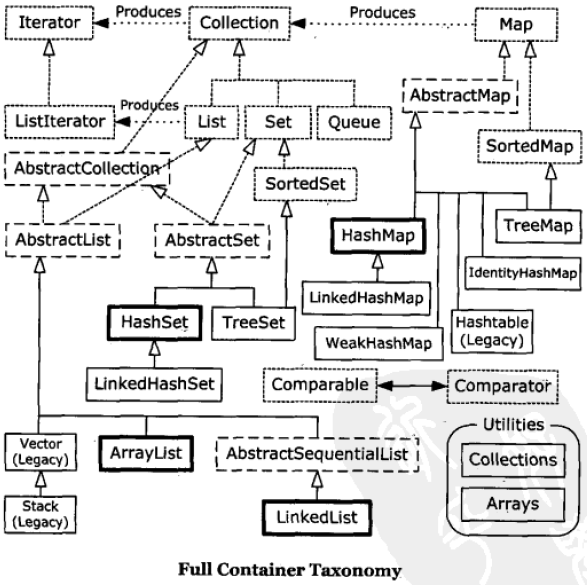 Iterator
Produces
Collection
Produces
Map
AbstractMap
ListIterator
Produces
List
Set
Queue
SortedMap
AbstractCollection
SortedSet
AbstractList
AbstractSet
HashMap
TreeMap
IdentityHashMap
LinkedHashMap
HashSet
TreeSet
Hashtable
(Legacy)
WeakHashMap
LinkedHashSet
Comparable
Comparator
Utilities
Vector
(Legacy)
ArrayList
AbstractSequentialList
Collections
Stack
(Legacy)
LinkedList
Arrays
Full Container Taxonomy